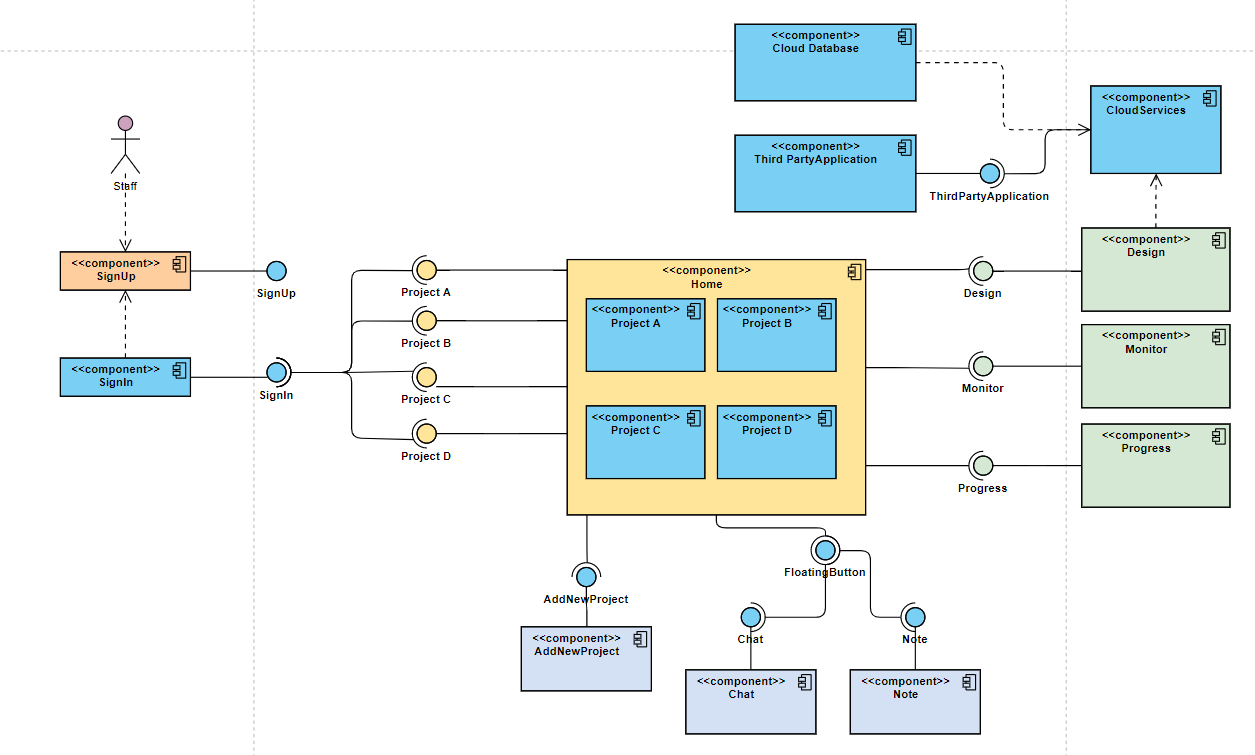 <<component>>
Cloud Database
<<component>>
CloudServices
<<component>>
Third PartyApplication
ThirdPartyApplication
Staff
<<component>>
SignUp
SignUp
<<component>>
SignIn
SignIn
Project A
Project B
Project C
Project D
<<component>>
Home
<<component>>
Project A
<<component>>
Project B
<<component>>
Project C
<<component>>
Project D
Design
<<component>>
Design
Monitor
<<component>>
Monitor
Progress
<<component>>
Progress
AddNewProject
<<component>>
AddNewProject
FloatingButton
Chat
<<component>>
Chat
Note
<<component>>
Note